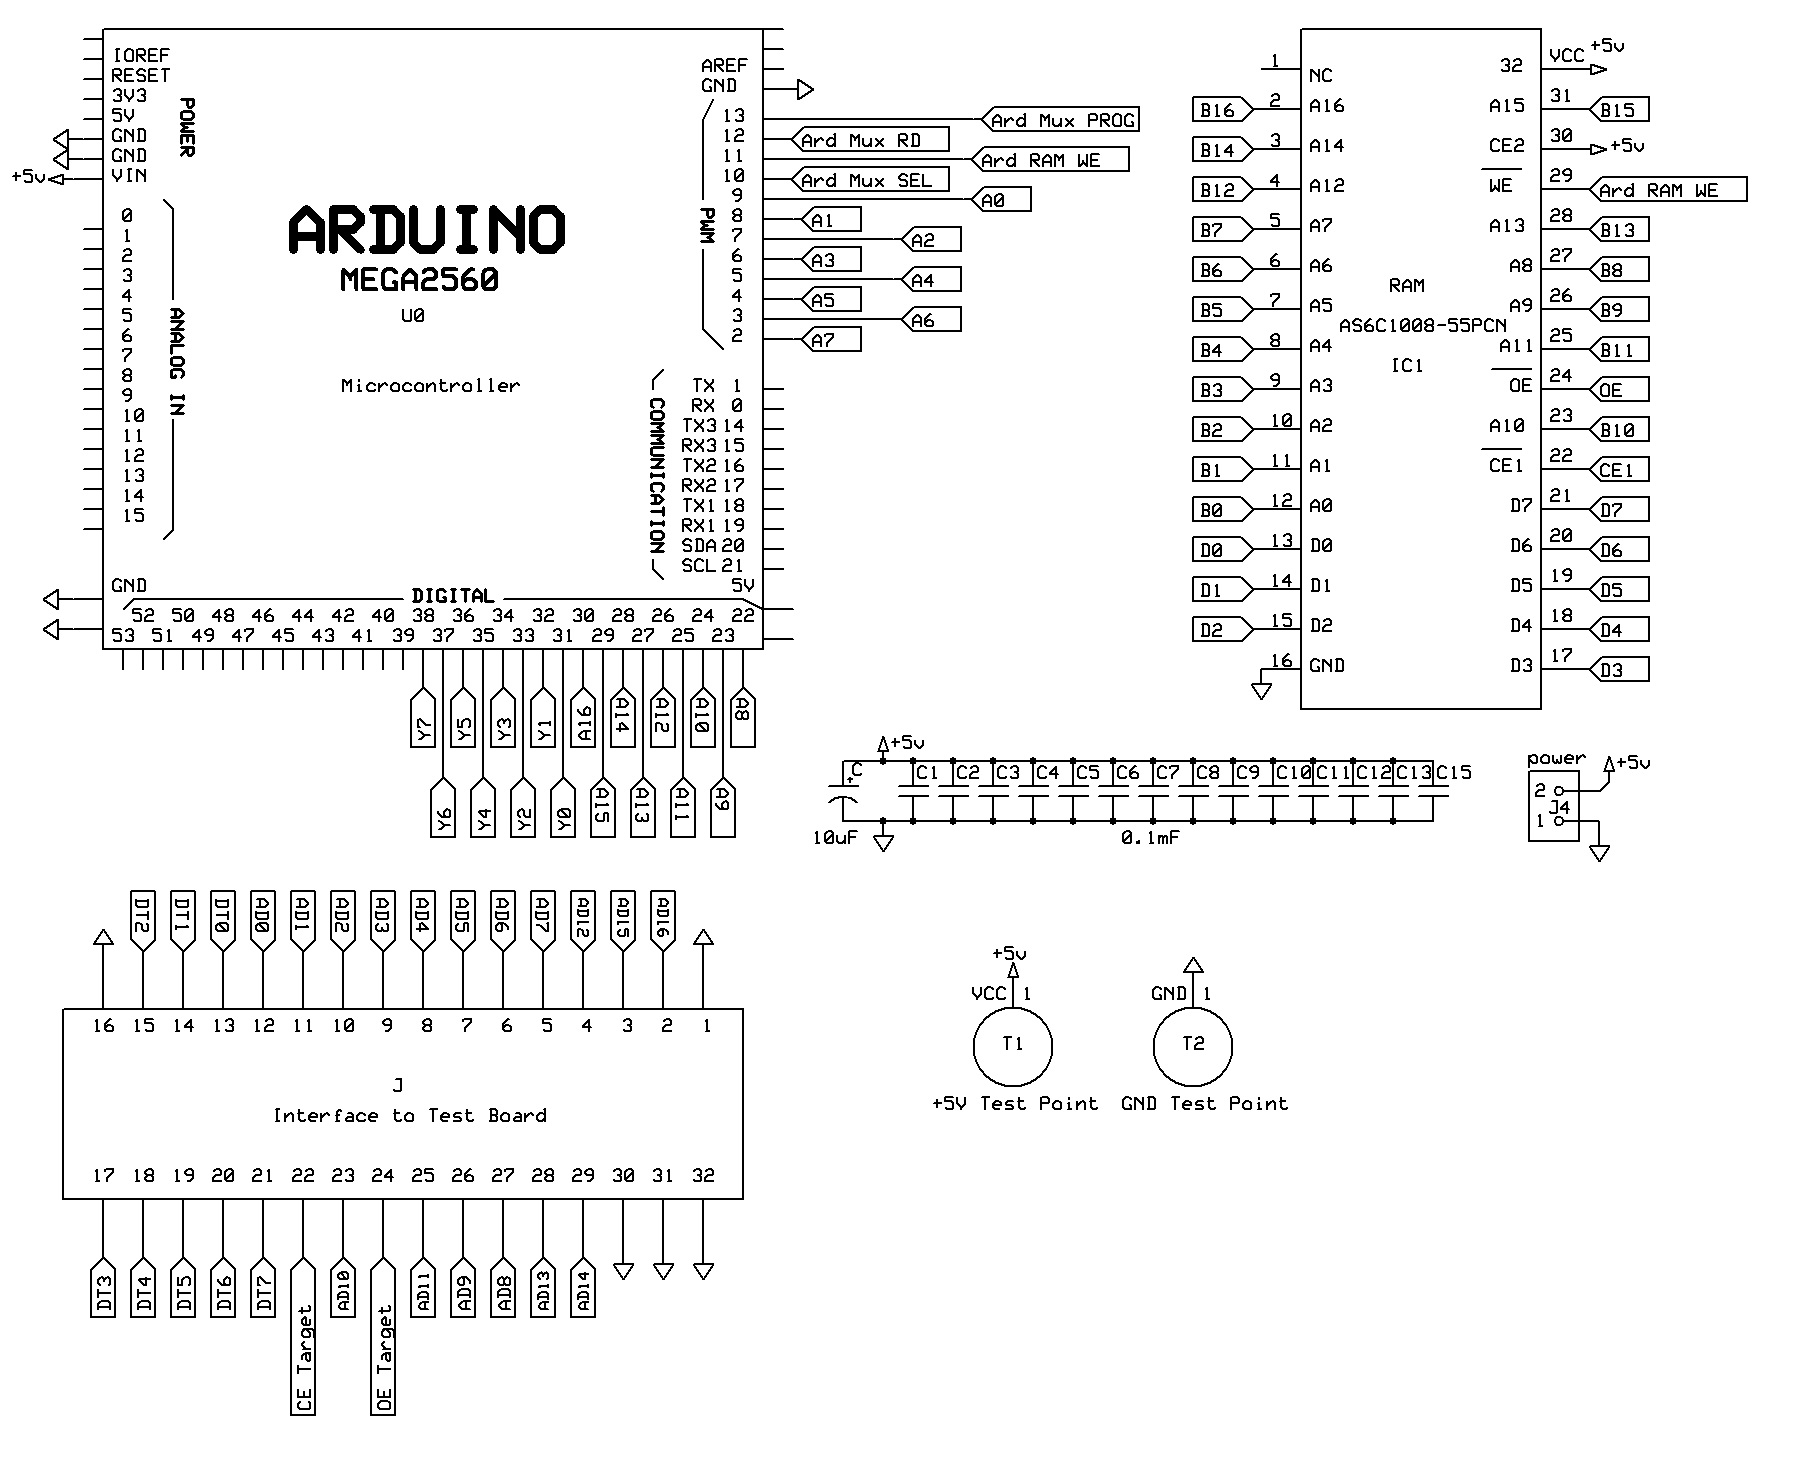 IOREF
RESET
3V3
5V
GND
GND
VIN
+5v
POWER
0
1
2
3
4
5
6
7
8
9
10
11
12
13
14
15
ANALOG IN
GND
ARDUINO
MEGA2560
U0
Microcontroller
AREF
GND
13 Ard Mux PROG
12 Ard Mux RD
11 Ard RAM WE
10 Ard Mux SEL
9 A0
8 A1
7 A2
6 A3
5 A4
4 A5
3 A6
2 A7
PWM
TX 1
RX 0
TX3 14
RX3 15
TX2 16
RX2 17
TX1 18
RX1 19
SDA 20
SCL 21
COMMUNICATION
5V
DIGITAL
52 50 48 46 44 42 40 38 36 34 32 30 28 26 24 22
53 51 49 47 45 43 41 39 37 35 33 31 29 27 25 23
Y7 Y5 Y3 Y1 A16 A14 A12 A10 A8
Y6 Y4 Y2 Y0 A15 A13 A11 A9
1 NC 32 VCC +5v
B16 2 A16 A15 31 B15
B14 3 A14 CE2 30 +5v
B12 4 A12 WE 29 Ard RAM WE
B7 5 A7 A13 28 B13
B6 6 A6 A8 27 B8
B5 7 A5 A9 26 B9
B4 8 A4 A11 25 B11
B3 9 A3 OE 24 OE
B2 10 A2 A10 23 B10
B1 11 A1 CE1 22 CE1
B0 12 A0 D7 21 D7
D0 13 D0 D6 20 D6
D1 14 D1 D5 19 D5
D2 15 D2 D4 18 D4
16 GND D3 17 D3
RAM
AS6C1008-55PCN
IC1
+5v
C + C1 C2 C3 C4 C5 C6 C7 C8 C9 C10 C11 C12 C13 C15
10uF 0.1mF
power
+5v
2
J4
1
DT2 DT1 DT0 AD0 AD1 AD2 AD3 AD4 AD5 AD6 AD7 AD12 AD15 AD16
16 15 14 13 12 11 10 9 8 7 6 5 4 3 2 1
J
Interface to Test Board
17 18 19 20 21 22 23 24 25 26 27 28 29 30 31 32
DT3 DT4 DT5 DT6 DT7 CE Target AD10 OE Target AD11 AD9 AD8 AD13 AD14
+5v
VCC 1
T1
+5V Test Point
GND 1
T2
GND Test Point